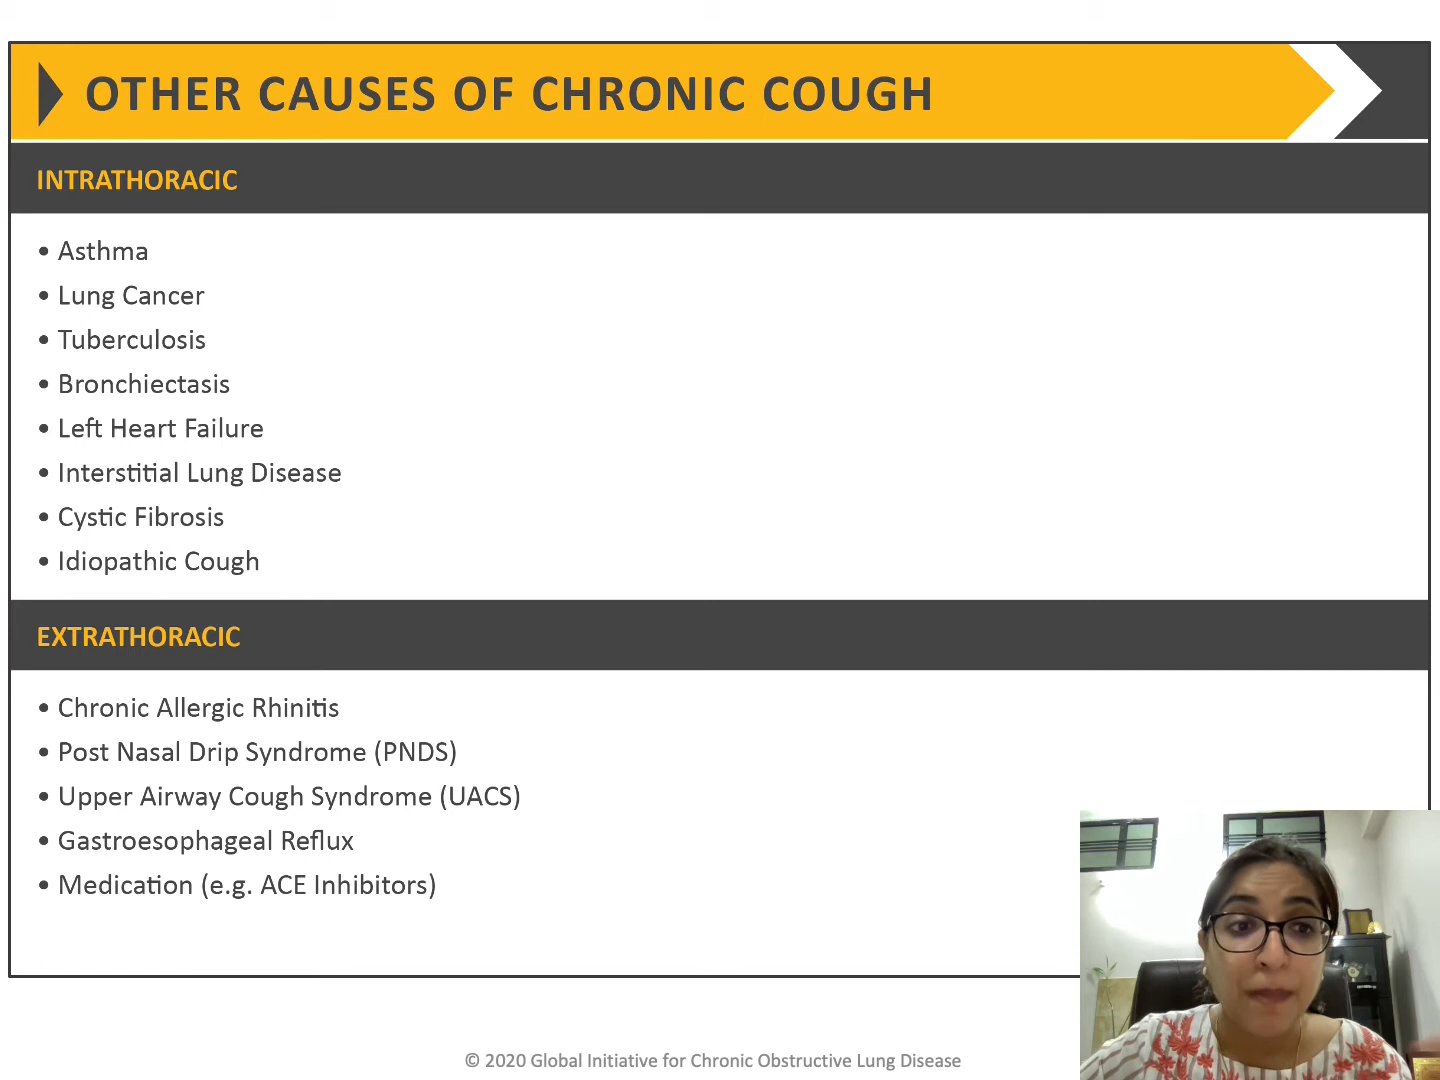 OTHER CAUSES OF CHRONIC COUGH
INTRATHORACIC
• Asthma
• Lung Cancer
• Tuberculosis
• Bronchiectasis
• Left Heart Failure
• Interstitial Lung Disease
• Cystic Fibrosis
• Idiopathic Cough
EXTRATHORACIC
• Chronic Allergic Rhinitis
• Post Nasal Drip Syndrome (PNDS)
• Upper Airway Cough Syndrome (UACS)
• Gastroesophageal Reflux
• Medication (e.g. ACE Inhibitors)
© 2020 Global Initiative for Chronic Obstructive Lung Disease